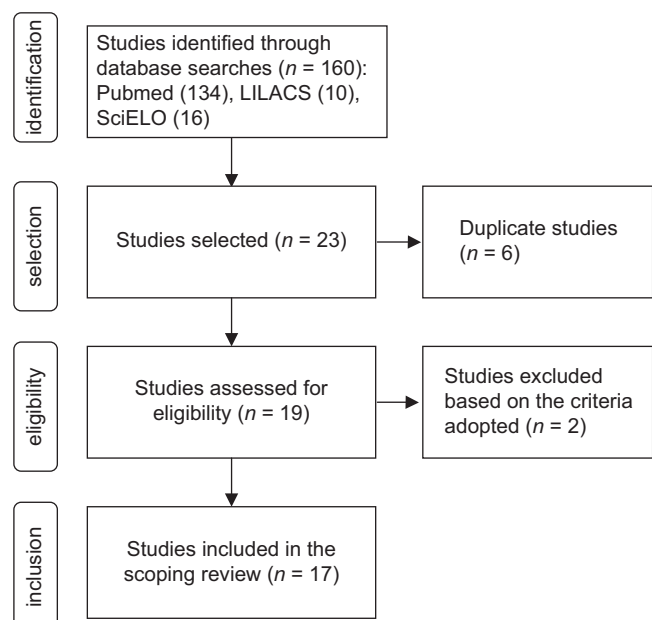 identification
Studies identified through
database searches (n = 160):
Pubmed (134), LILACS (10),
SciELO (16)
selection
Studies selected (n = 23)
Duplicate studies
(n = 6)
eligibility
Studies assessed for
eligibility (n = 19)
Studies excluded
based on the criteria
adopted (n = 2)
inclusion
Studies included in the
scoping review (n = 17)